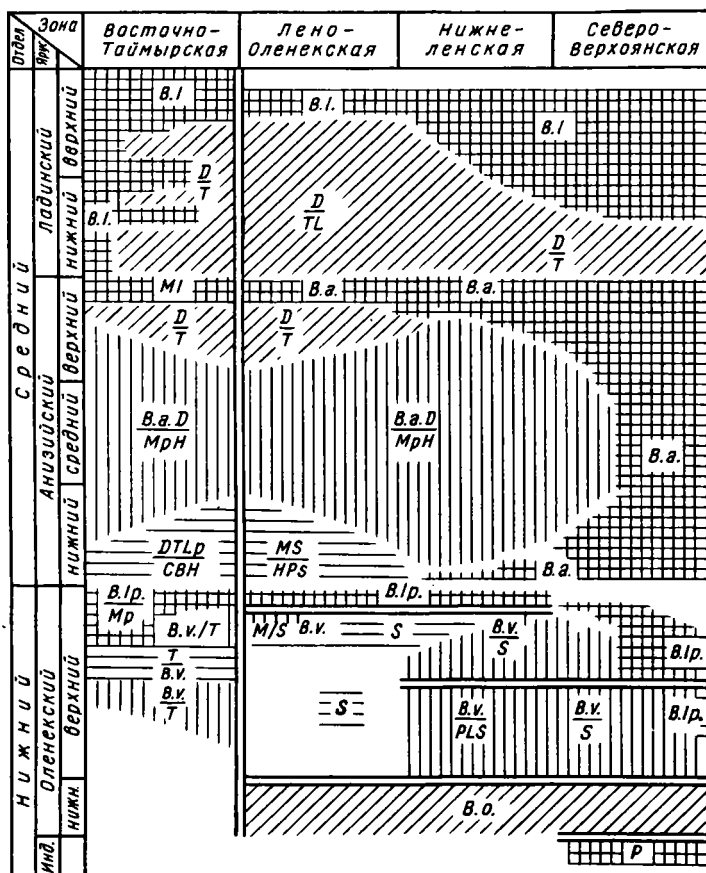 Отдел
Ярус
Зона
Восточно-
Таймырская
Лено-
Оленекская
Нижне-
ленская
Северо-
Верхоянская
Средний
Ладинский
верхний
нижний
Анизийский
верхний
средний
нижний
Нижний
Оленекский
верхний
нижн.
Инд.
B.l
B.l.
B.l
D
T
B.l.
D
TL
D
T
Ml
B.a.
B.a.
D
T
D
T
B.a.D
MpH
B.a.D
MpH
B.a.
DTLp
CBH
MS
HPs
B.a.
B.lp.
Mp
B.lp.
B.v./T
M/S
B.v.
S
B.v.
S
B.lp.
T
B.v.
B.v.
T
S
B.v.
PLS
B.v.
S
B.lp.
B.o.
P